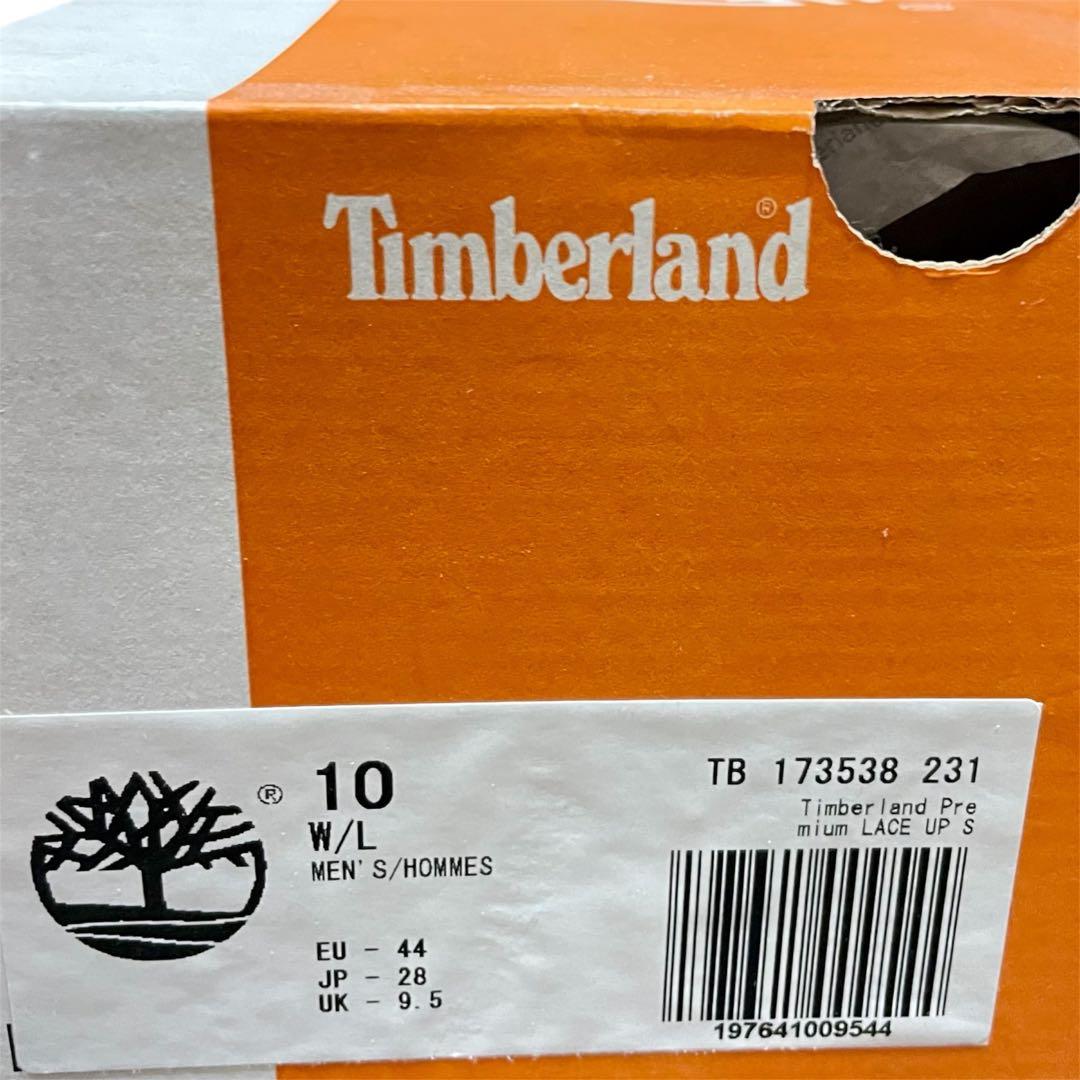 Timberland®
® 10
W/L
MEN'S/HOMMES
EU - 44
JP - 28
UK - 9.5
TB 173538 231
Timberland Pre
mium LACE UP S
197641009544